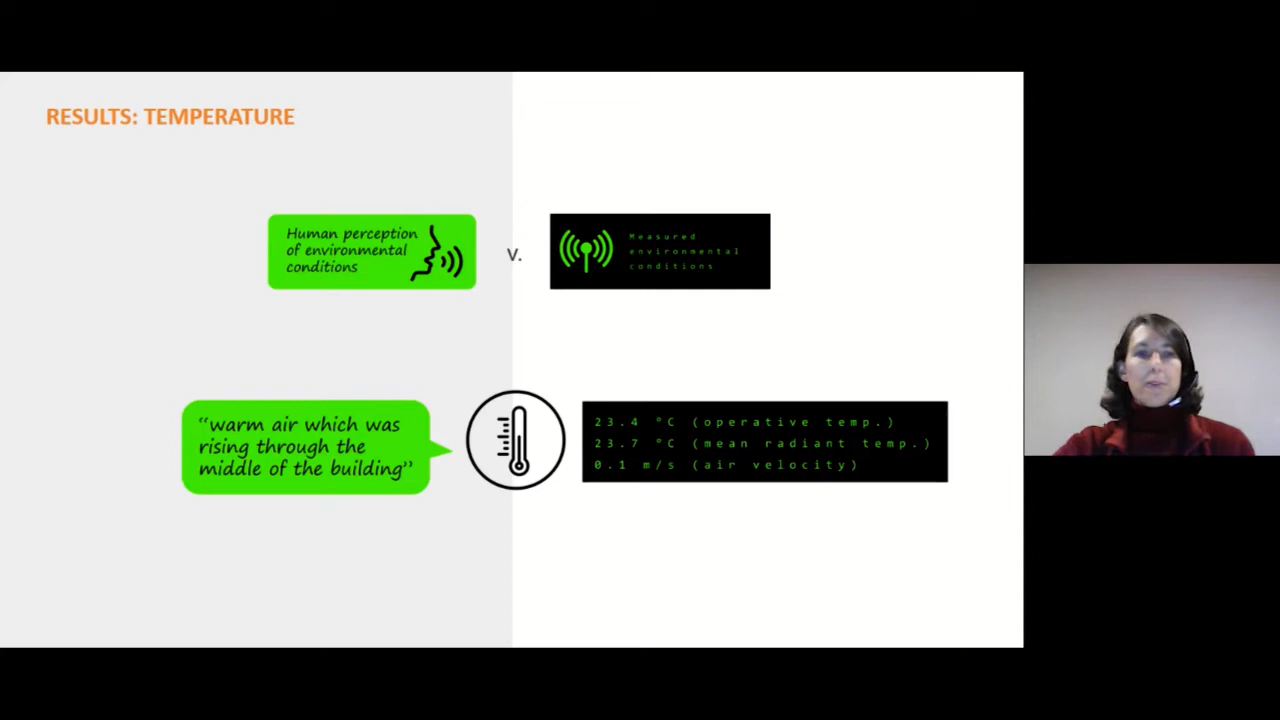 RESULTS: TEMPERATURE
Human perception
of environmental
conditions
v.
Measured
environmental
conditions
“warm air which was
rising through the
middle of the building”
23.4 °C (operative temp.)
23.7 °C (mean radiant temp.)
0.1 m/s (air velocity)